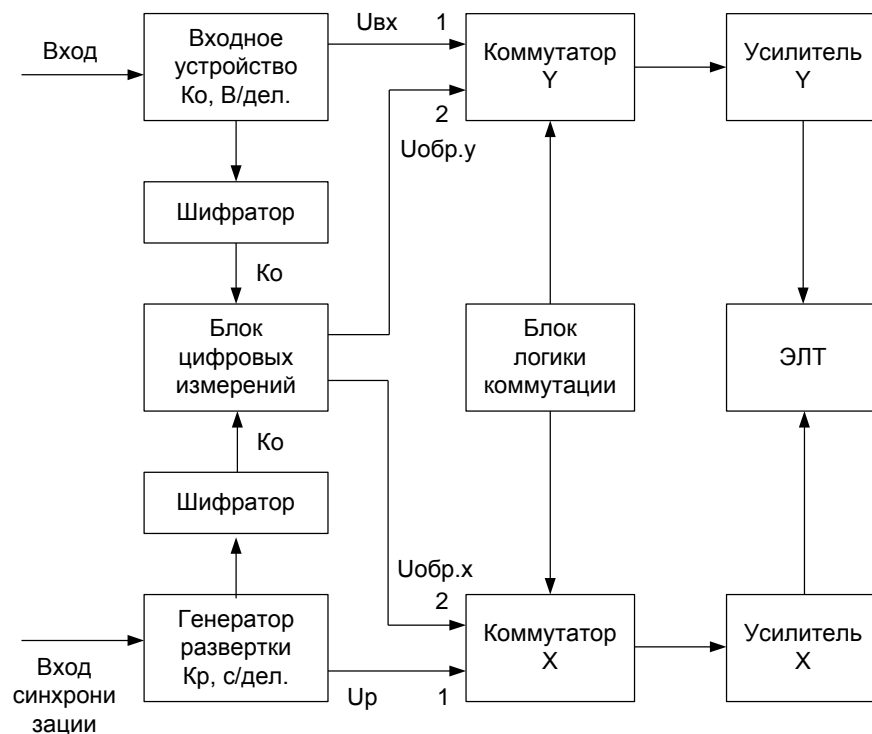 Вход
Входное
устройство
Ко, В/дел.
Uвх
1
Коммутатор
Y
Усилитель
Y
2
Uобр.y
Шифратор
Ко
Блок
цифровых
измерений
Блок
логики
коммутации
ЭЛТ
Ко
Шифратор
Uобр.x
2
Вход
синхрони
зации
Генератор
развертки
Кр, с/дел.
Uр
1
Коммутатор
X
Усилитель
X